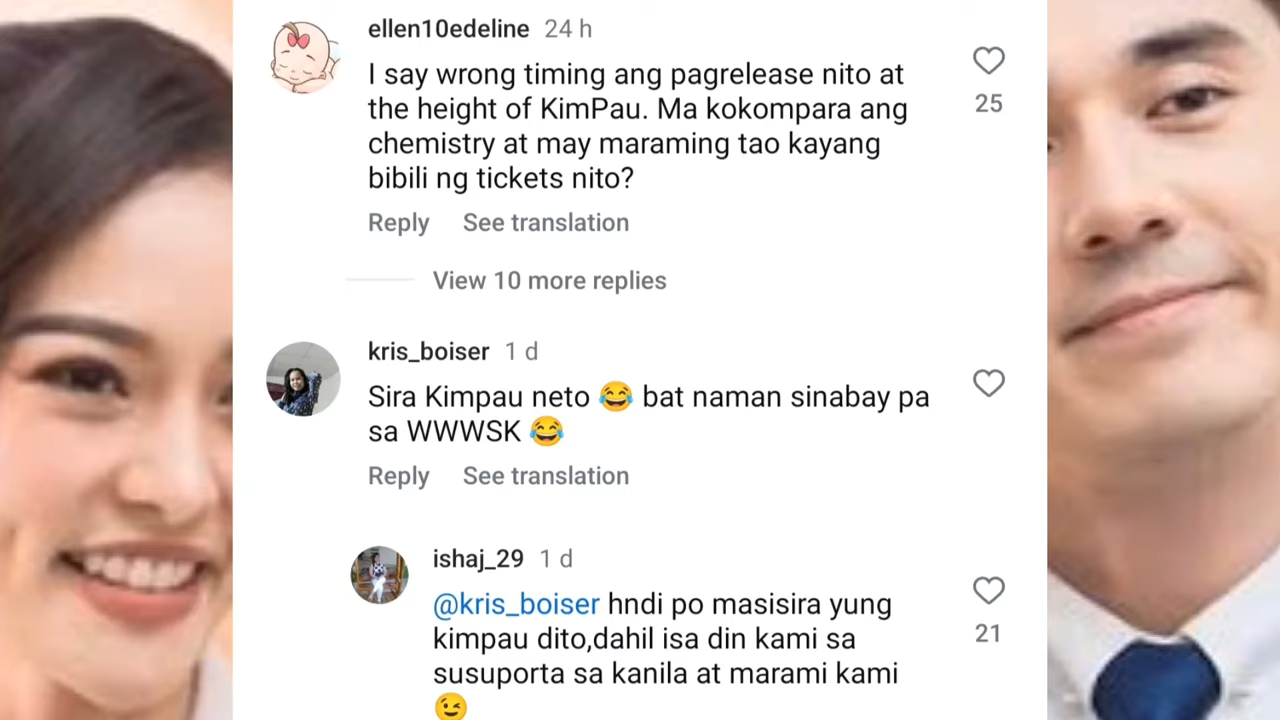 ellen10edeline 24 h
I say wrong timing ang pagrelease nito at
the height of KimPau. Ma kokompara ang
chemistry at may maraming tao kayang
bibili ng tickets nito?
25
Reply See translation
View 10 more replies
kris_boiser 1 d
Sira Kimpau neto 😂 bat naman sinabay pa
sa WWWSK 😂
Reply See translation
ishaj_29 1 d
@kris_boiser hndi po masisira yung
kimpau dito,dahil isa din kami sa
susuporta sa kanila at marami kami
😉
21